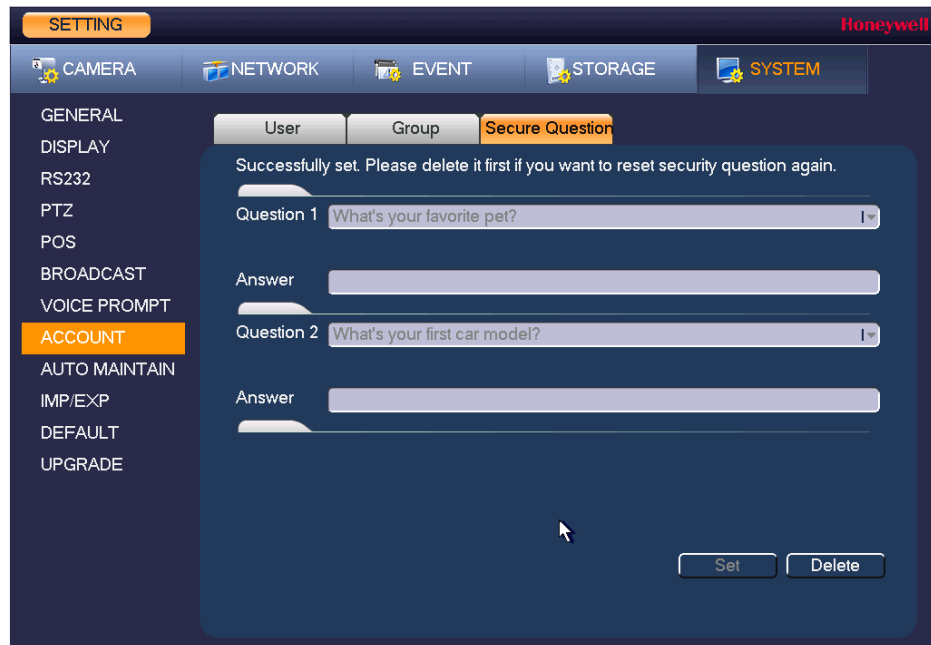 SETTING Honeywell
CAMERA NETWORK EVENT STORAGE SYSTEM
GENERAL
DISPLAY
RS232
PTZ
POS
BROADCAST
VOICE PROMPT
ACCOUNT
AUTO MAINTAIN
IMP/EXP
DEFAULT
UPGRADE
User Group Secure Question
Successfully set. Please delete it first if you want to reset security question again.
Question 1 What's your favorite pet?
Answer
Question 2 What's your first car model?
Answer
Set Delete